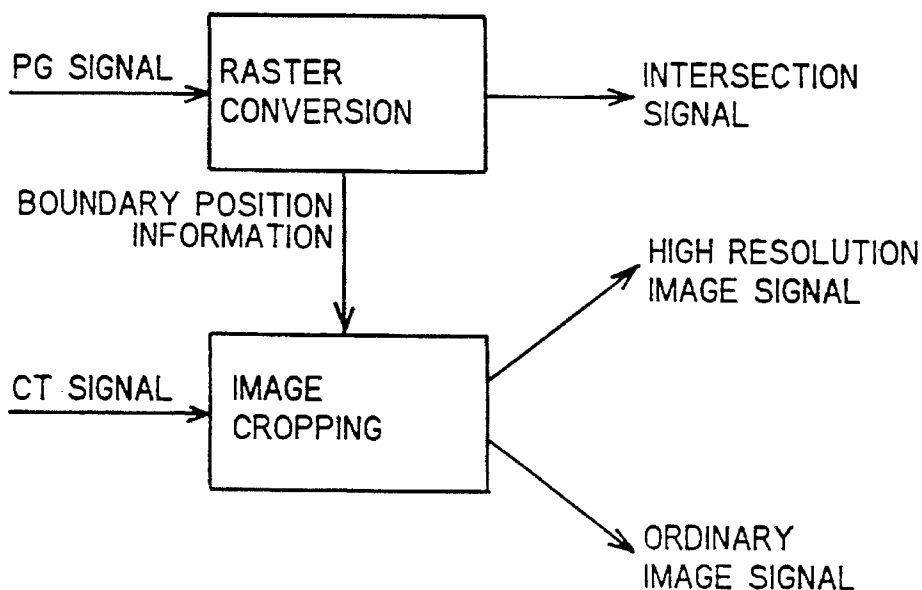 PG SIGNAL
RASTER
CONVERSION
INTERSECTION
SIGNAL
BOUNDARY POSITION
INFORMATION
HIGH RESOLUTION
IMAGE SIGNAL
CT SIGNAL
IMAGE
CROPPING
ORDINARY
IMAGE SIGNAL